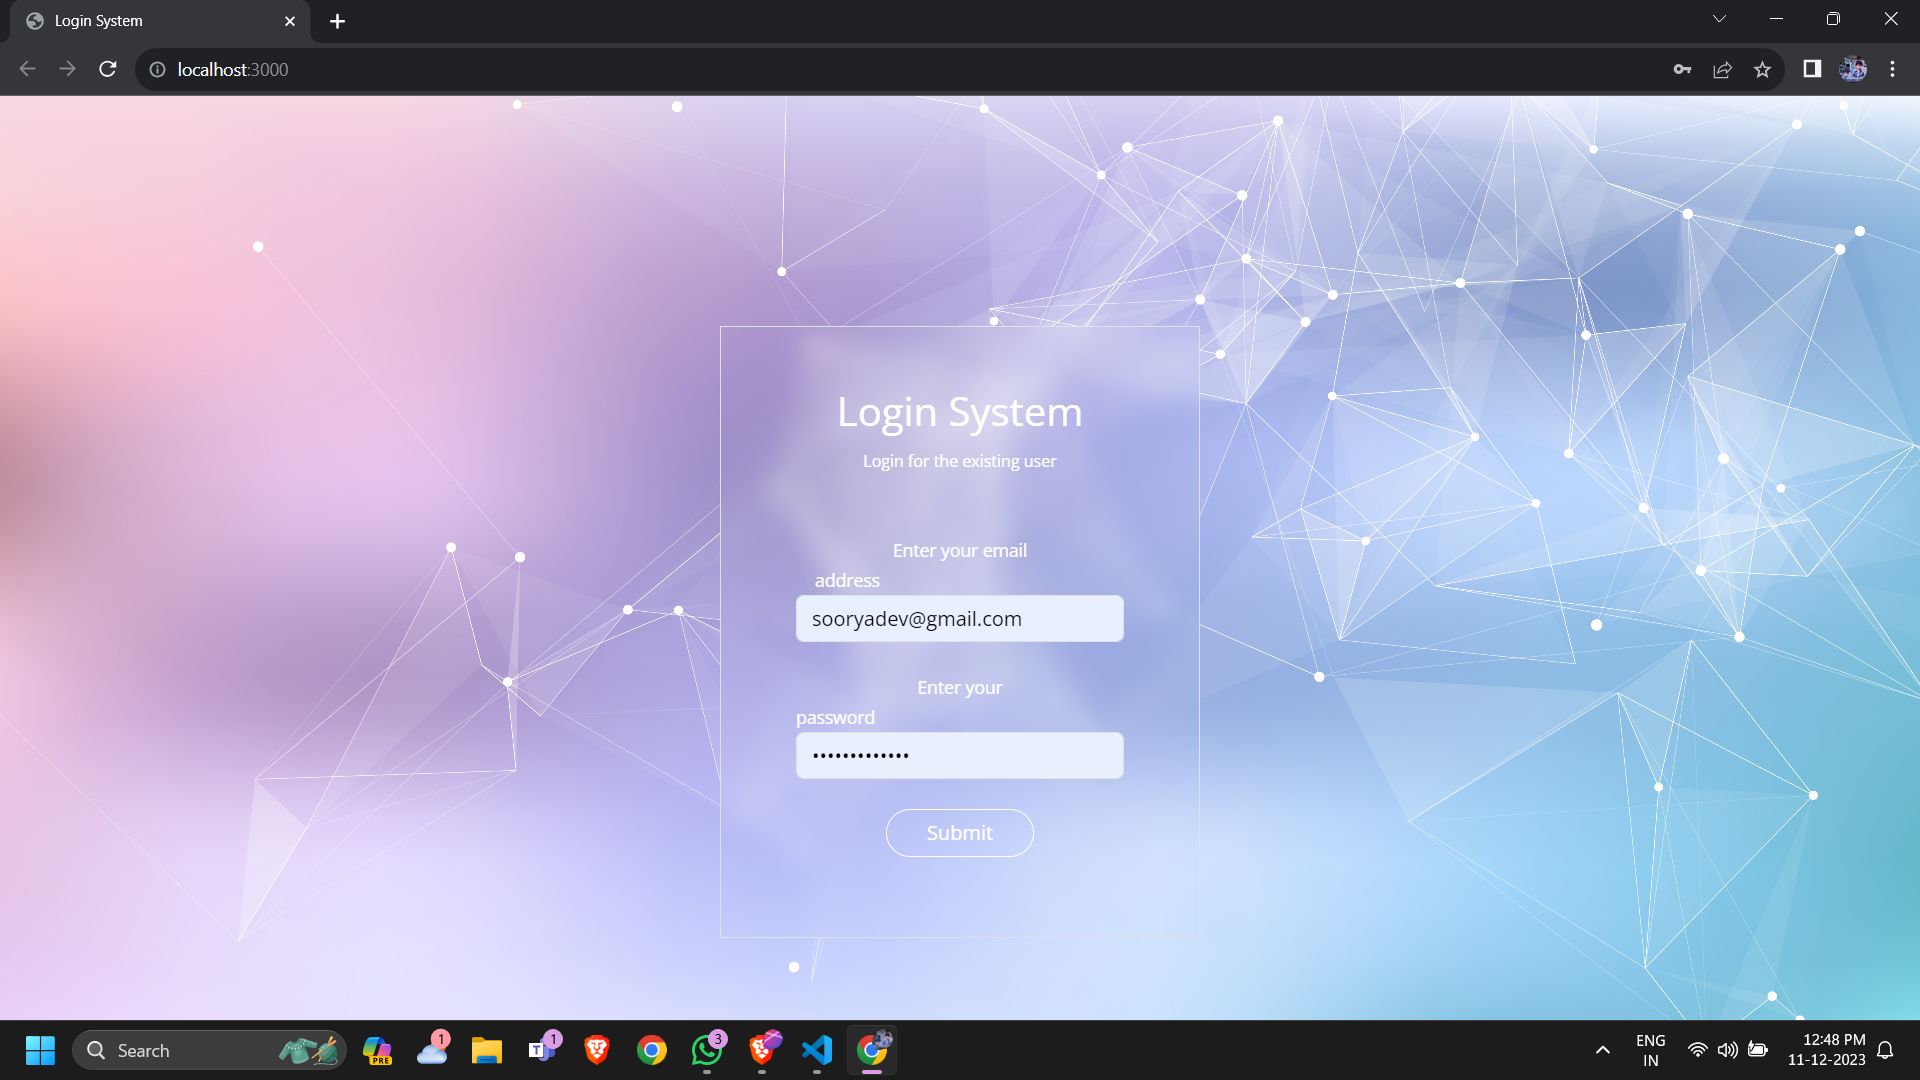 Login System
localhost:3000
Login System
Login for the existing user
Enter your email
address
sooryadev@gmail.com
Enter your
password
•••••••••••••
Submit
Search
PRE
1
T
1
3
ENG
IN
12:48 PM
11-12-2023